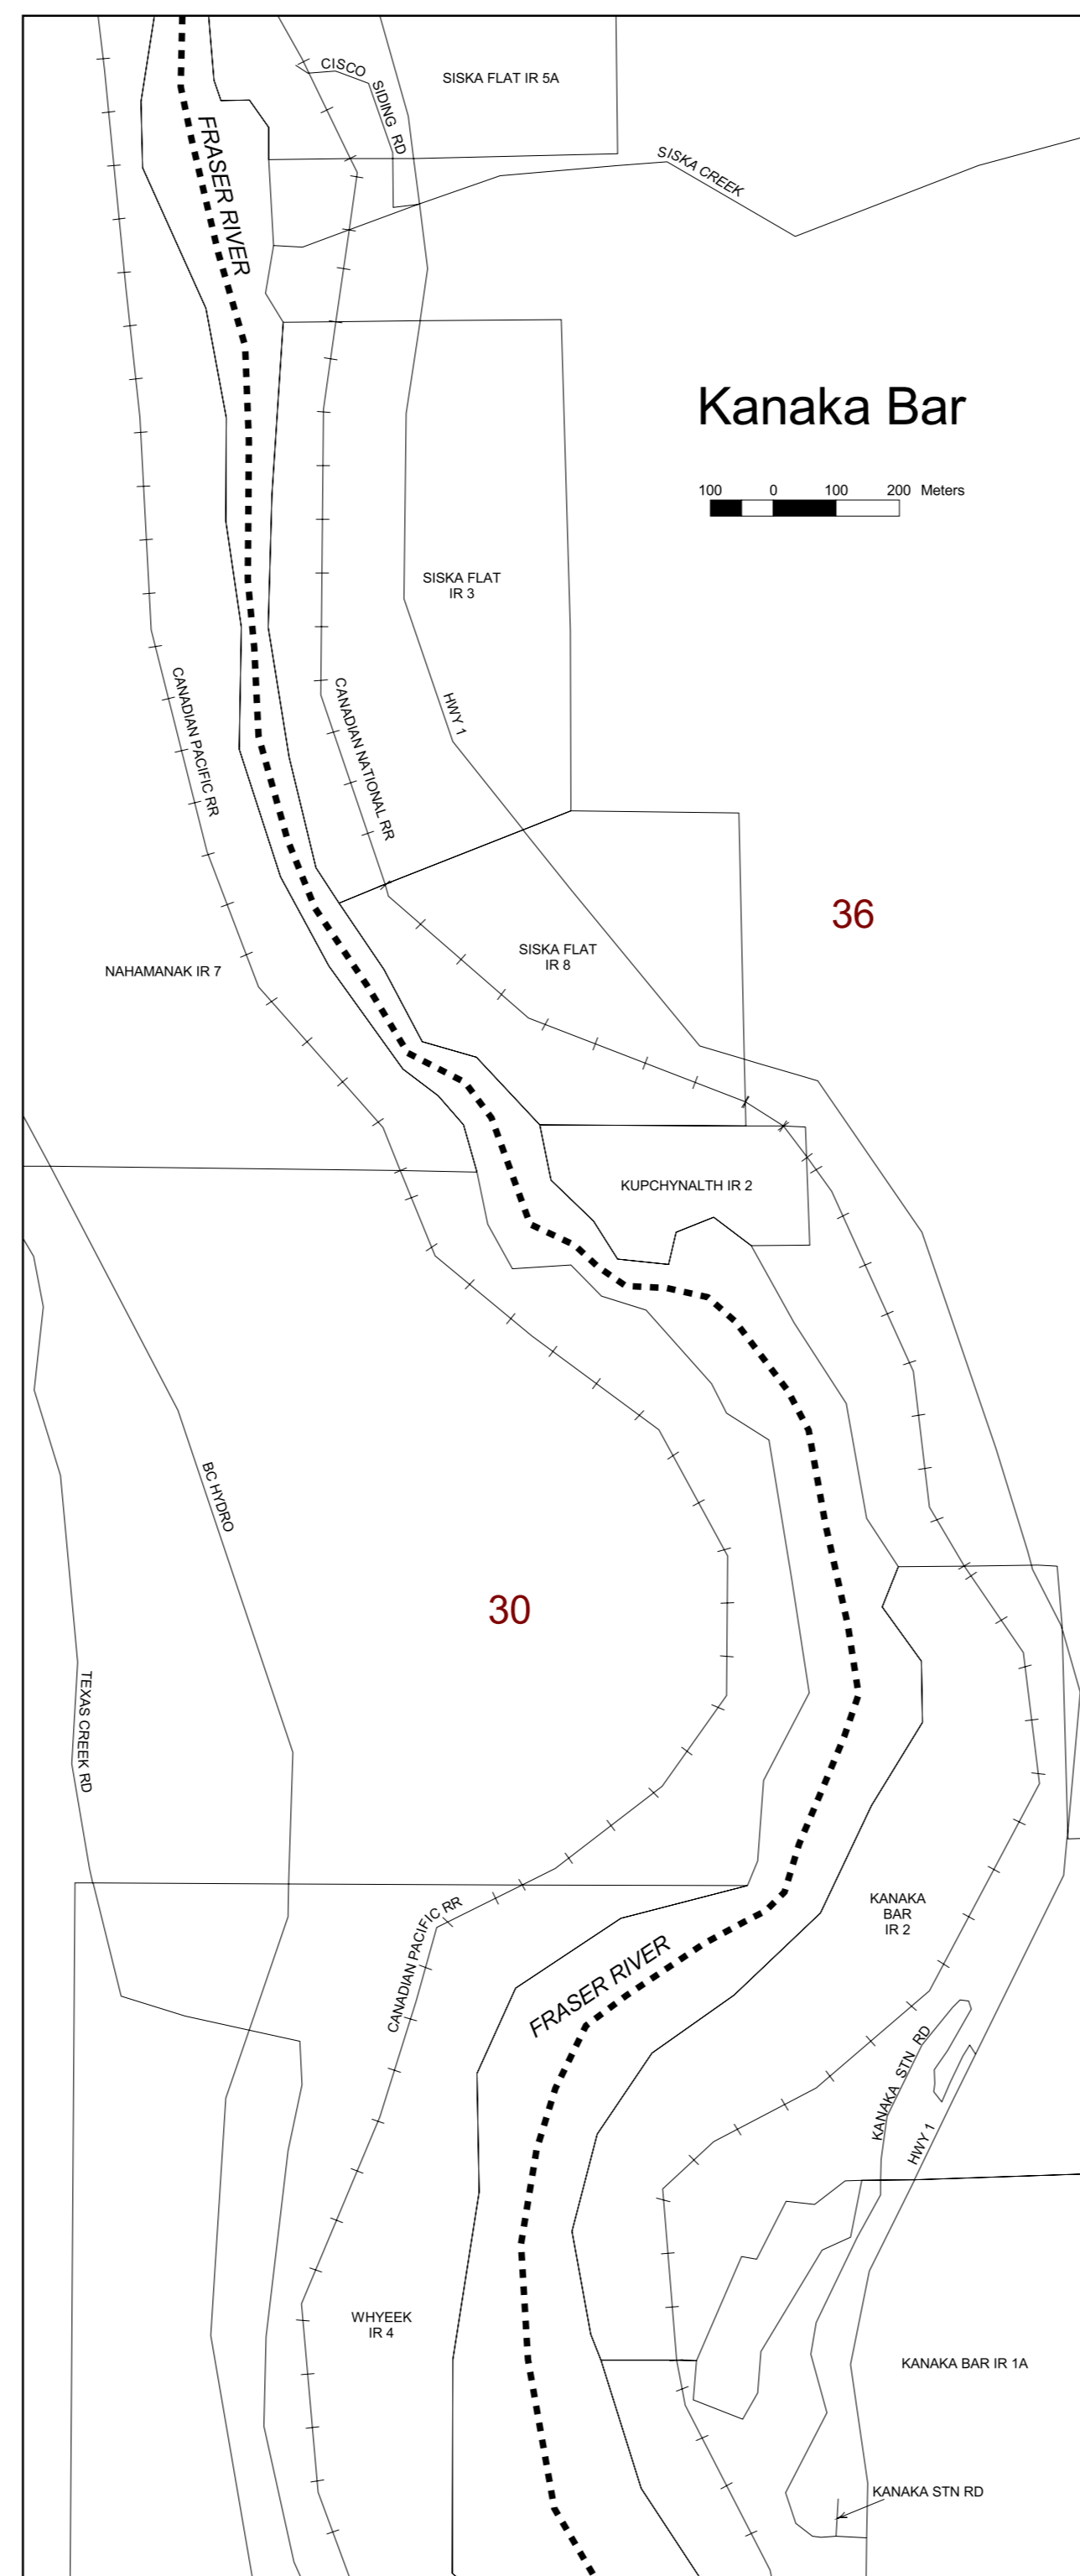 CISCO SIDING RD
SISKA FLAT IR 5A
FRASER RIVER
SISKA CREEK
Kanaka Bar
100 0 100 200 Meters
SISKA FLAT
IR 3
CANADIAN PACIFIC RR
CANADIAN NATIONAL RR
HWY 1
36
SISKA FLAT
IR 8
NAHAMANAK IR 7
KUPCHYNALTH IR 2
BC HYDRO
30
TEXAS CREEK RD
KANAKA
BAR
IR 2
CANADIAN PACIFIC RR
FRASER RIVER
KANAKA STN RD
HWY 1
WHYEEK
IR 4
KANAKA BAR IR 1A
KANAKA STN RD